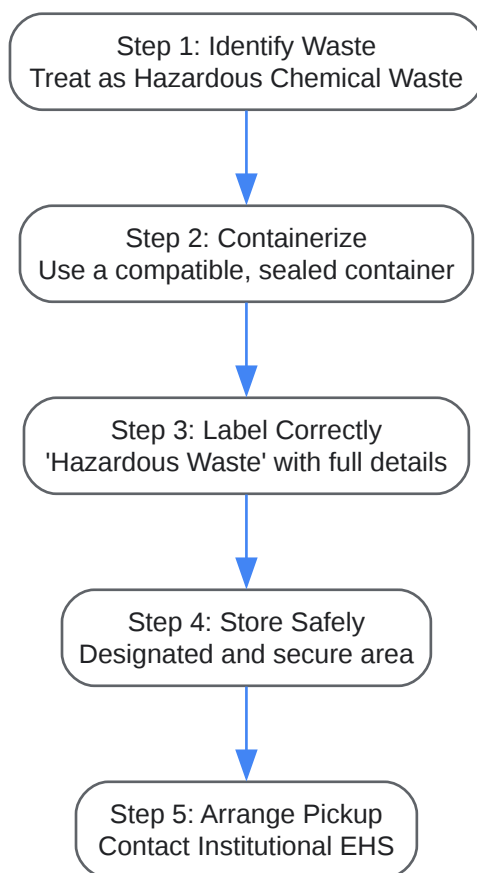 Step 1: Identify Waste
Treat as Hazardous Chemical Waste
Step 2: Containerize
Use a compatible, sealed container
Step 3: Label Correctly
'Hazardous Waste' with full details
Step 4: Store Safely
Designated and secure area
Step 5: Arrange Pickup
Contact Institutional EHS